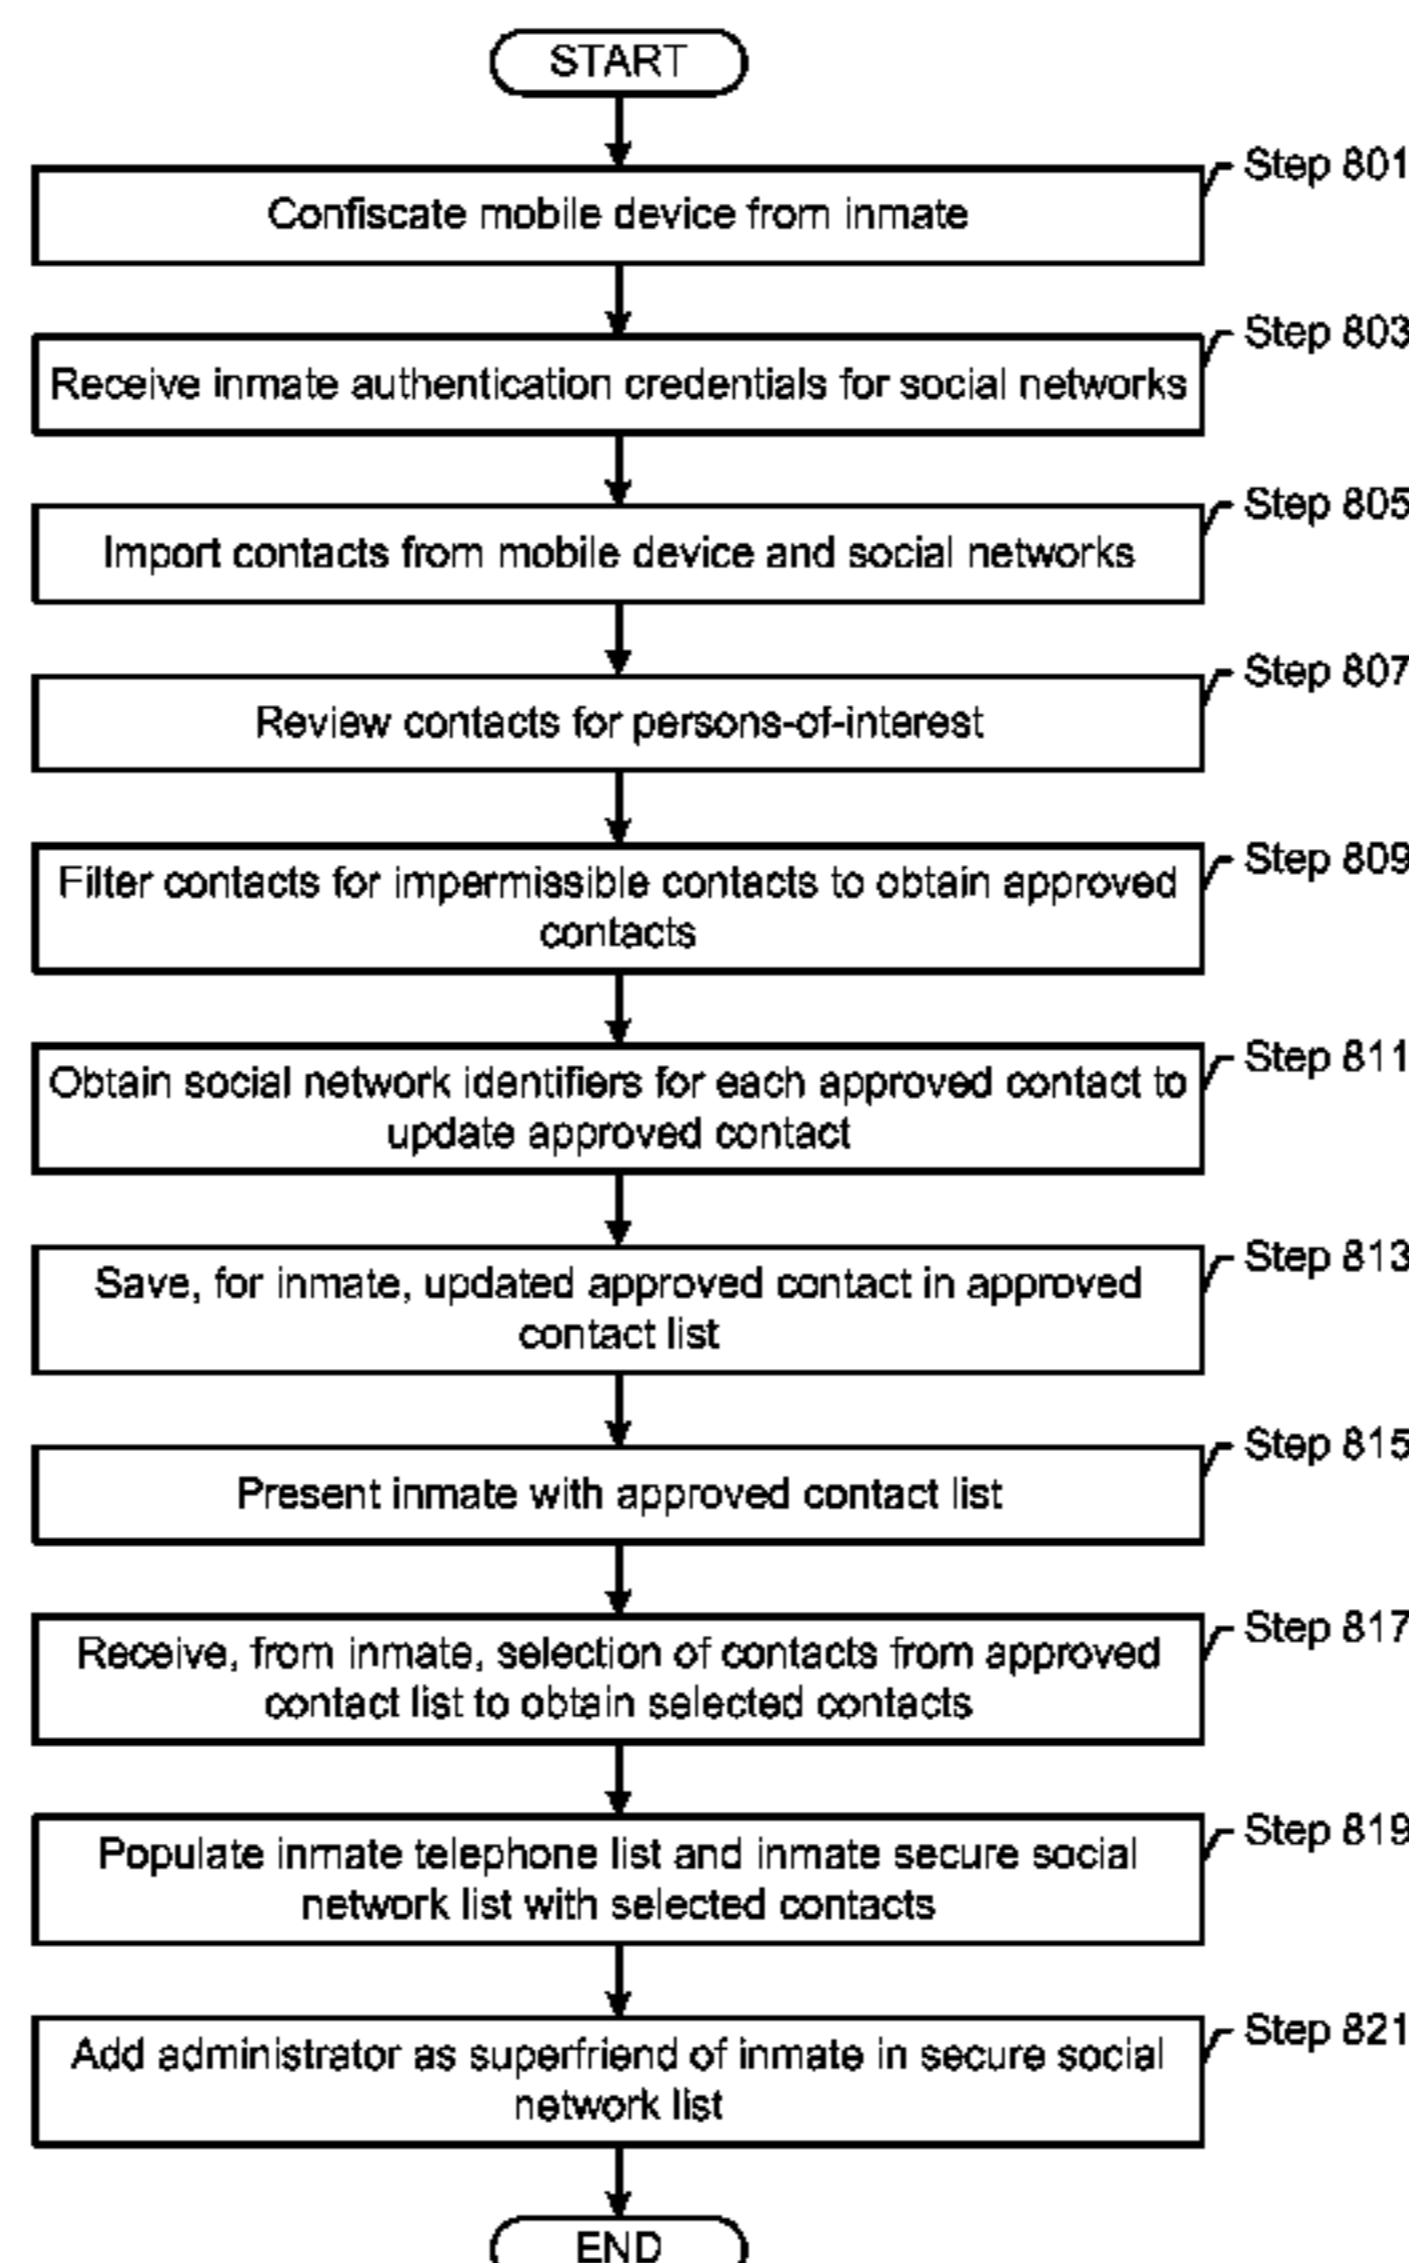 START
Step 801
Confiscate mobile device from inmate
Step 803
Receive inmate authentication credentials for social networks
Step 805
Import contacts from mobile device and social networks
Step 807
Review contacts for persons-of-interest
Step 809
Filter contacts for impermissible contacts to obtain approved
contacts
Step 811
Obtain social network identifiers for each approved contact to
update approved contact
Step 813
Save, for inmate, updated approved contact in approved
contact list
Step 815
Present inmate with approved contact list
Step 817
Receive, from inmate, selection of contacts from approved
contact list to obtain selected contacts
Step 819
Populate inmate telephone list and inmate secure social
network list with selected contacts
Step 821
Add administrator as superfriend of inmate in secure social
network list
END